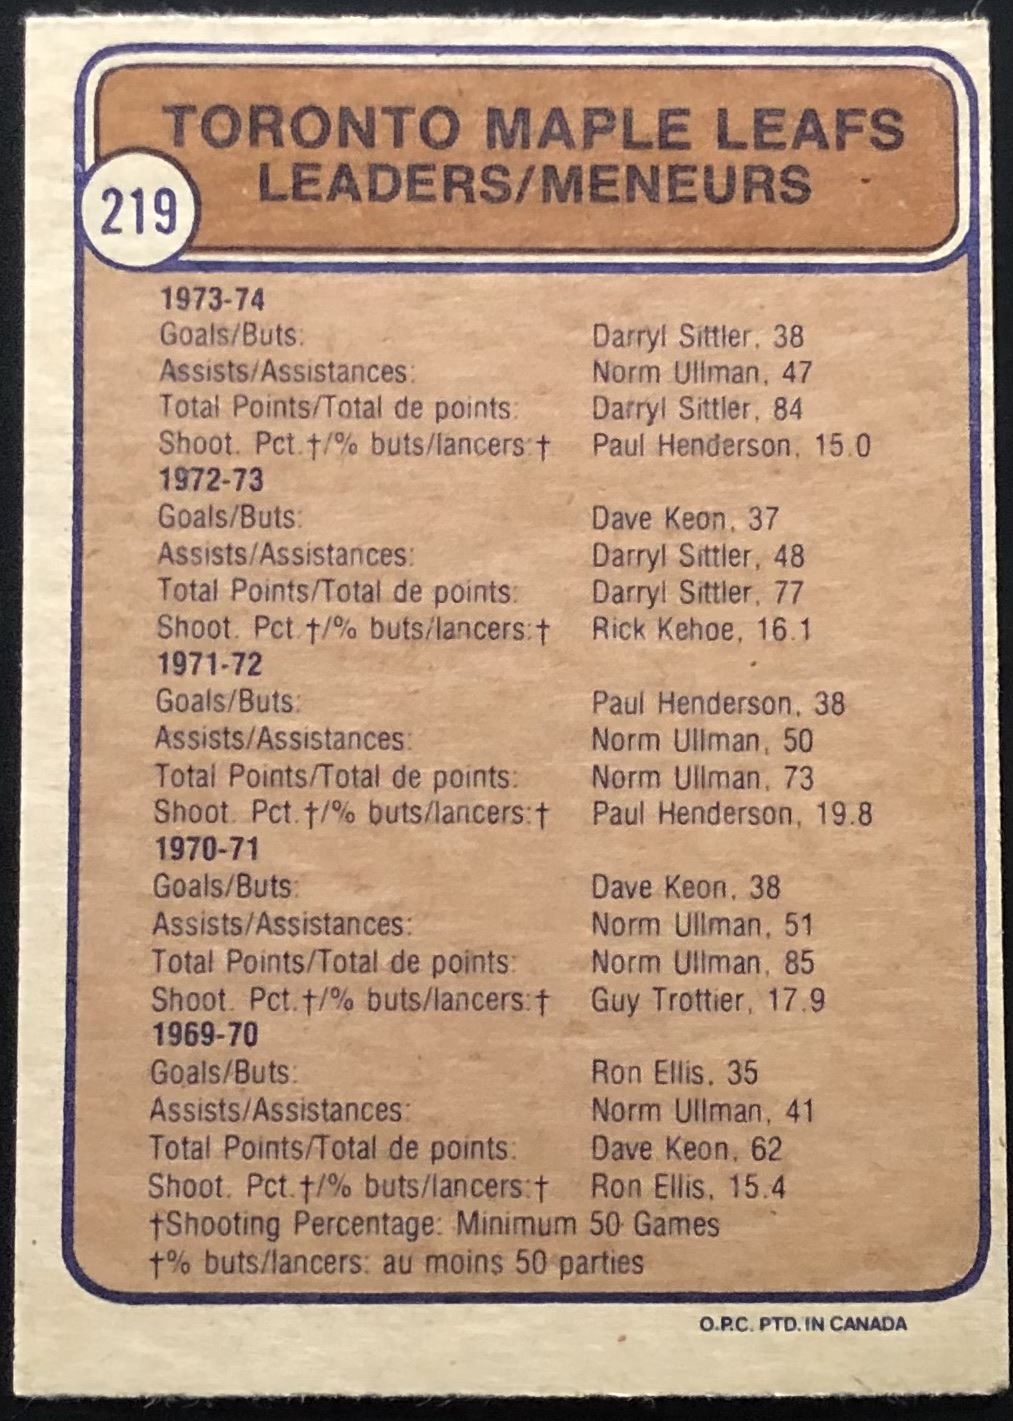 TORONTO MAPLE LEAFS
LEADERS/MENEURS
219
1973-74
Goals/Buts: Darryl Sittler, 38
Assists/Assistances: Norm Ullman, 47
Total Points/Total de points: Darryl Sittler, 84
Shoot. Pct.†/% buts/lancers:† Paul Henderson, 15.0
1972-73
Goals/Buts: Dave Keon, 37
Assists/Assistances: Darryl Sittler, 48
Total Points/Total de points: Darryl Sittler, 77
Shoot. Pct.†/% buts/lancers:† Rick Kehoe, 16.1
1971-72
Goals/Buts: Paul Henderson, 38
Assists/Assistances: Norm Ullman, 50
Total Points/Total de points: Norm Ullman, 73
Shoot. Pct.†/% buts/lancers:† Paul Henderson, 19.8
1970-71
Goals/Buts: Dave Keon, 38
Assists/Assistances: Norm Ullman, 51
Total Points/Total de points: Norm Ullman, 85
Shoot. Pct.†/% buts/lancers:† Guy Trottier, 17.9
1969-70
Goals/Buts: Ron Ellis, 35
Assists/Assistances: Norm Ullman, 41
Total Points/Total de points: Dave Keon, 62
Shoot. Pct.†/% buts/lancers:† Ron Ellis, 15.4
†Shooting Percentage: Minimum 50 Games
†% buts/lancers: au moins 50 parties
O.P.C. PTD. IN CANADA